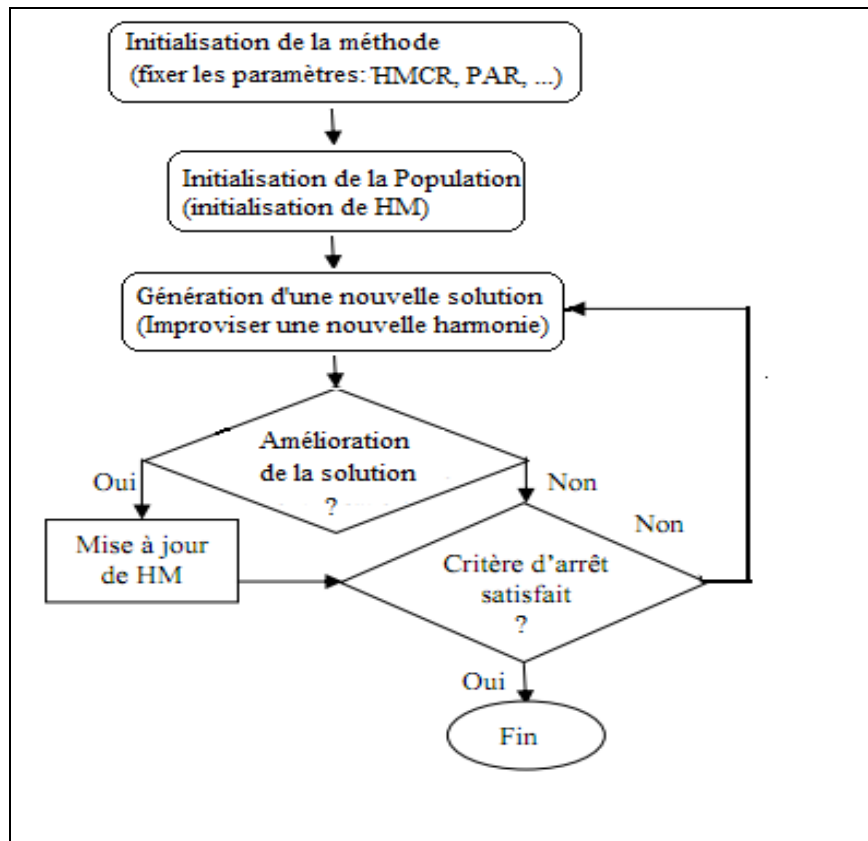 Initialisation de la méthode
(fixer les paramètres: HMCR, PAR, ...)
Initialisation de la Population
(initialisation de HM)
Génération d'une nouvelle solution
(Improviser une nouvelle harmonie)
Amélioration
de la solution
?
Oui
Non
Non
Mise à jour
de HM
Critère d’arrêt
satisfait
?
Oui
Fin